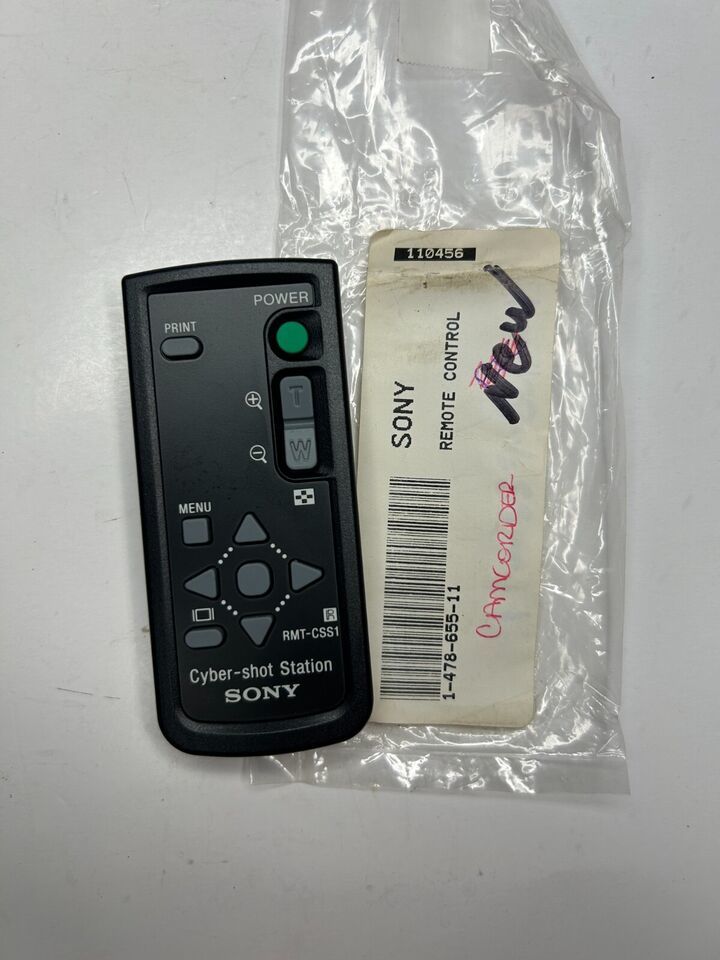 POWER
PRINT
T
W
MENU
RMT-CSS1
Cyber-shot Station
SONY
110456
SONY
REMOTE CONTROL
1-478-655-11
New
CAMCORDER